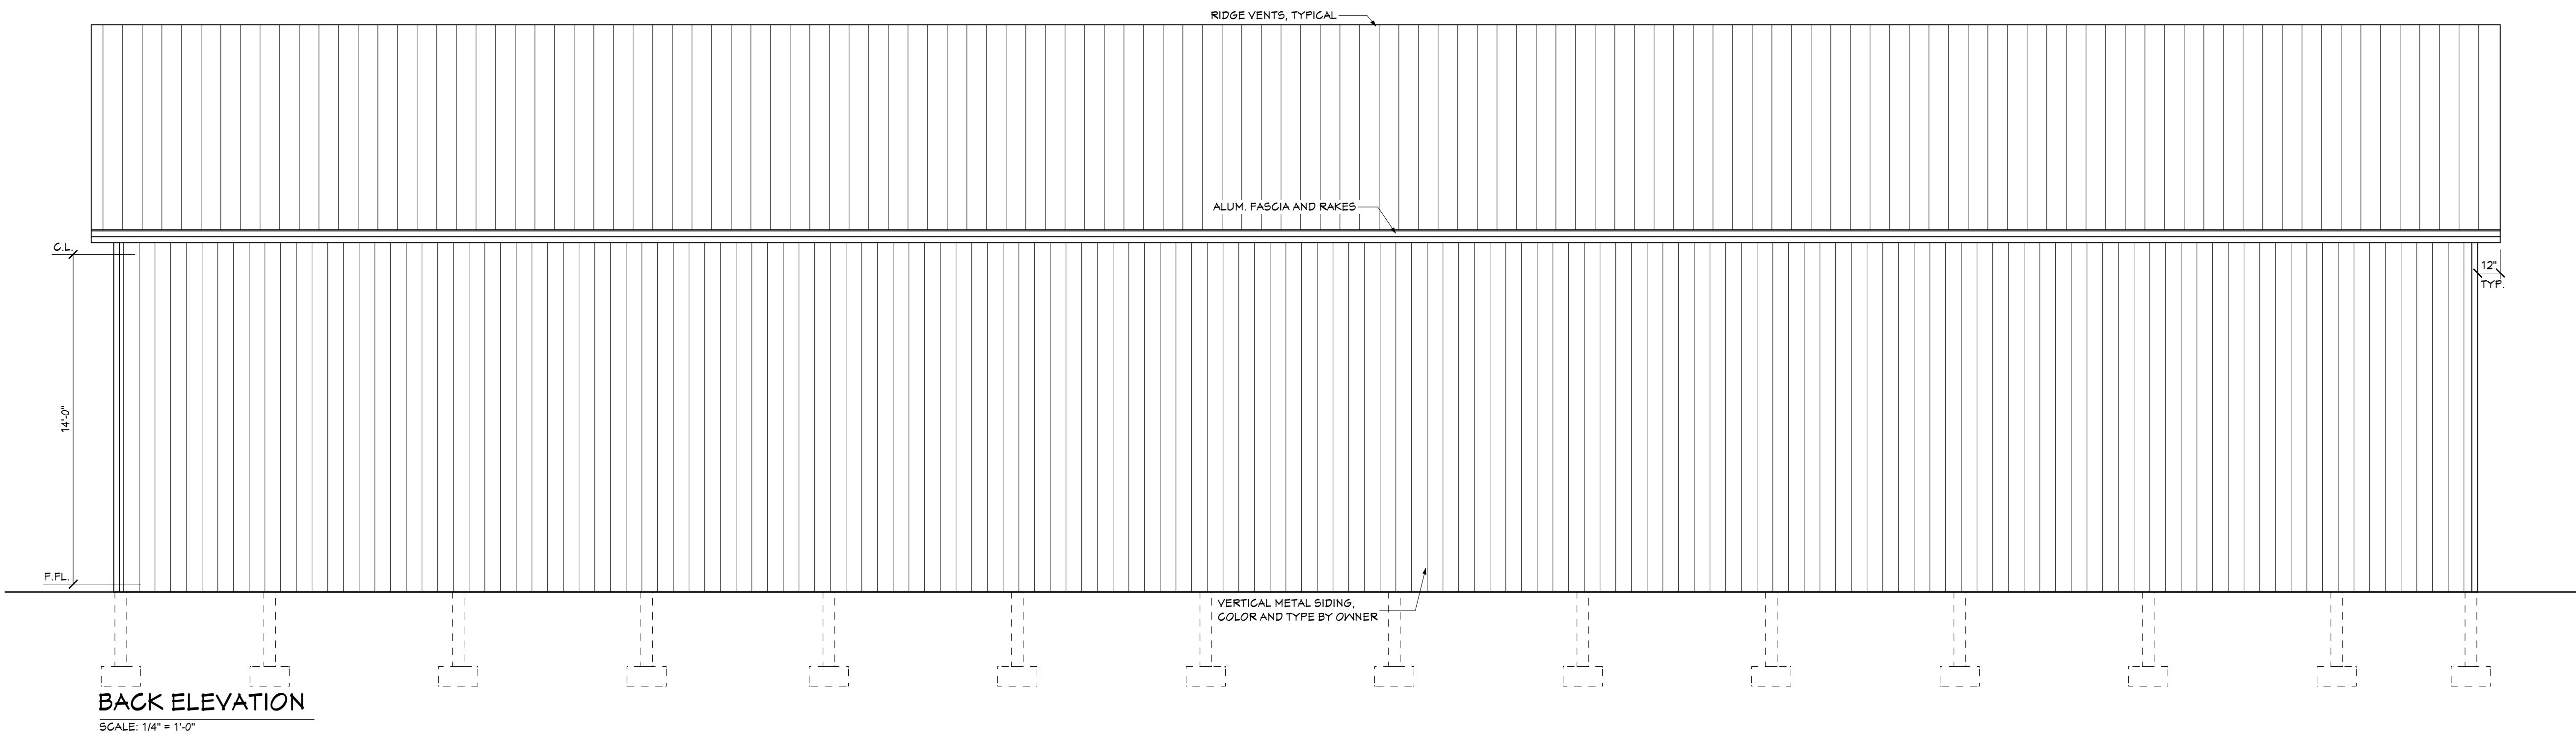 RIDGE VENTS, TYPICAL
ALUM. FASCIA AND RAKES
C.L.
12"
TYP.
14'-0"
F.FL.
VERTICAL METAL SIDING,
COLOR AND TYPE BY OWNER
BACK ELEVATION
SCALE: 1/4" = 1'-0"